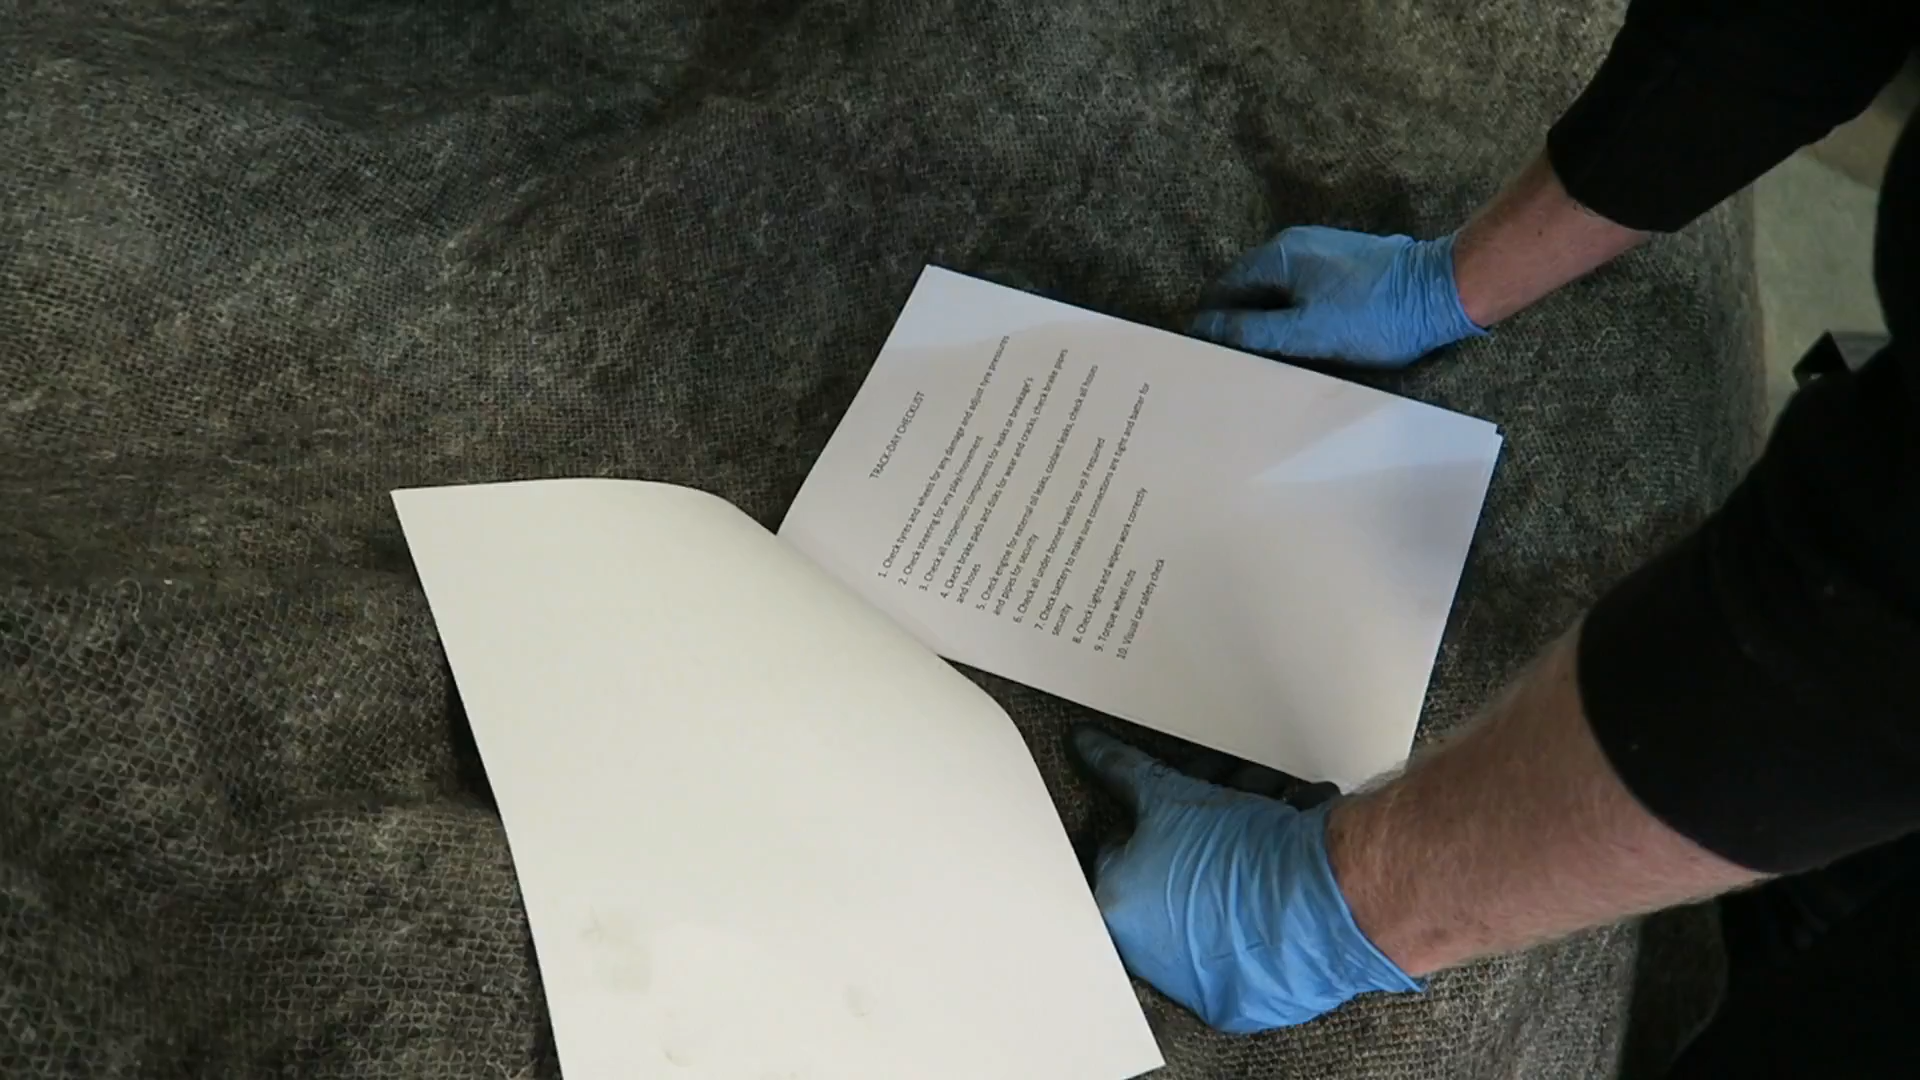 TRACK-DAY CHECKLIST
1. Check tyres and wheels for any damage and adjust tyre pressures
2. Check steering for any play/movement
3. Check all suspension components for leaks or breakage's
4. Check brake pads and disks for wear and cracks, check brake pipes
and hoses
5. Check engine for external oil leaks, coolant leaks, check all hoses
and pipes for security
6. Check all under bonnet levels top up if required
7. Check battery to make sure connections are tight and batter for
security
8. Check Lights and wipers work correctly
9. Torque wheel nuts
10. Visual car safety check